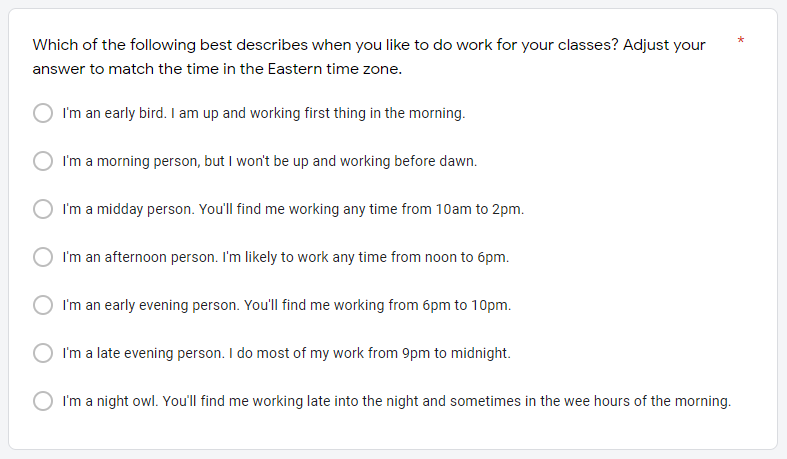 Which of the following best describes when you like to do work for your classes? Adjust your *
answer to match the time in the Eastern time zone.
I'm an early bird. I am up and working first thing in the morning.
I'm a morning person, but I won't be up and working before dawn.
I'm a midday person. You'll find me working any time from 10am to 2pm.
I'm an afternoon person. I'm likely to work any time from noon to 6pm.
I'm an early evening person. You'll find me working from 6pm to 10pm.
I'm a late evening person. I do most of my work from 9pm to midnight.
I'm a night owl. You'll find me working late into the night and sometimes in the wee hours of the morning.